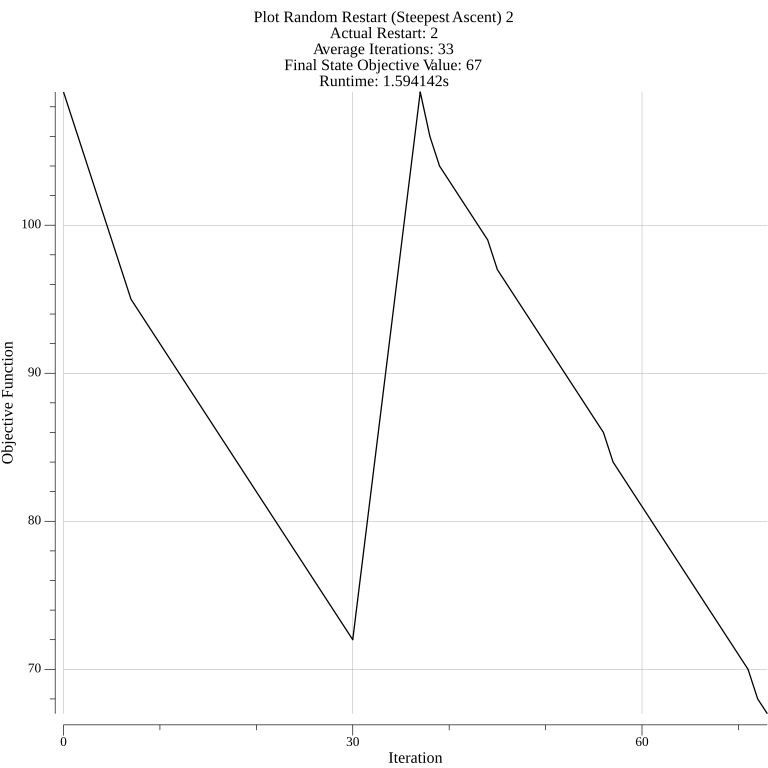 Plot Random Restart (Steepest Ascent) 2
Actual Restart: 2
Average Iterations: 33
Final State Objective Value: 67
Runtime: 1.594142s
100
90
80
70
Objective Function
0 30 60
Iteration